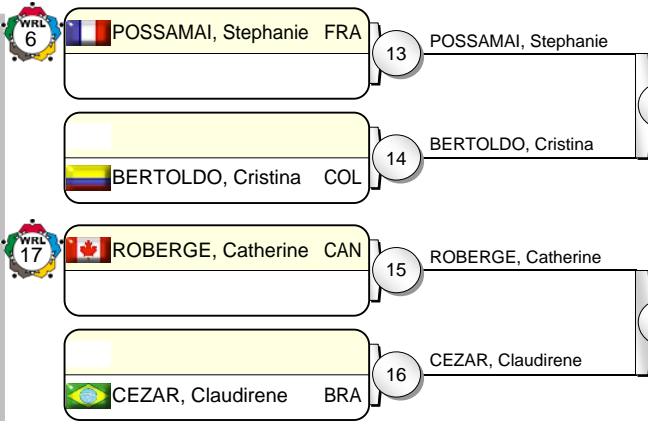 WRL
6
POSSAMAI, Stephanie FRA
13
POSSAMAI, Stephanie
BERTOLDO, Cristina COL
14
BERTOLDO, Cristina
WRL
17
ROBERGE, Catherine CAN
15
ROBERGE, Catherine
CEZAR, Claudirene BRA
16
CEZAR, Claudirene